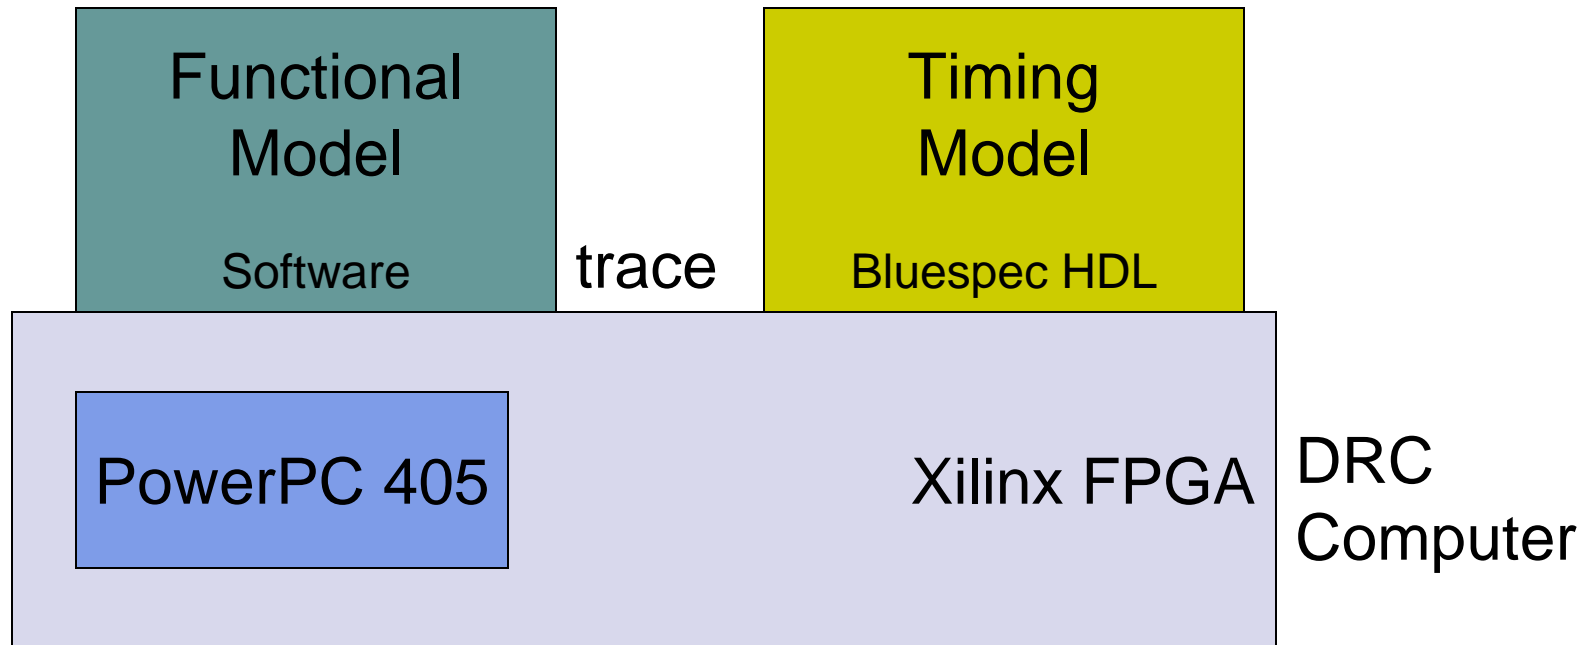 Functional
Model
Software
trace
Timing
Model
Bluespec HDL
PowerPC 405
Xilinx FPGA
DRC
Computer